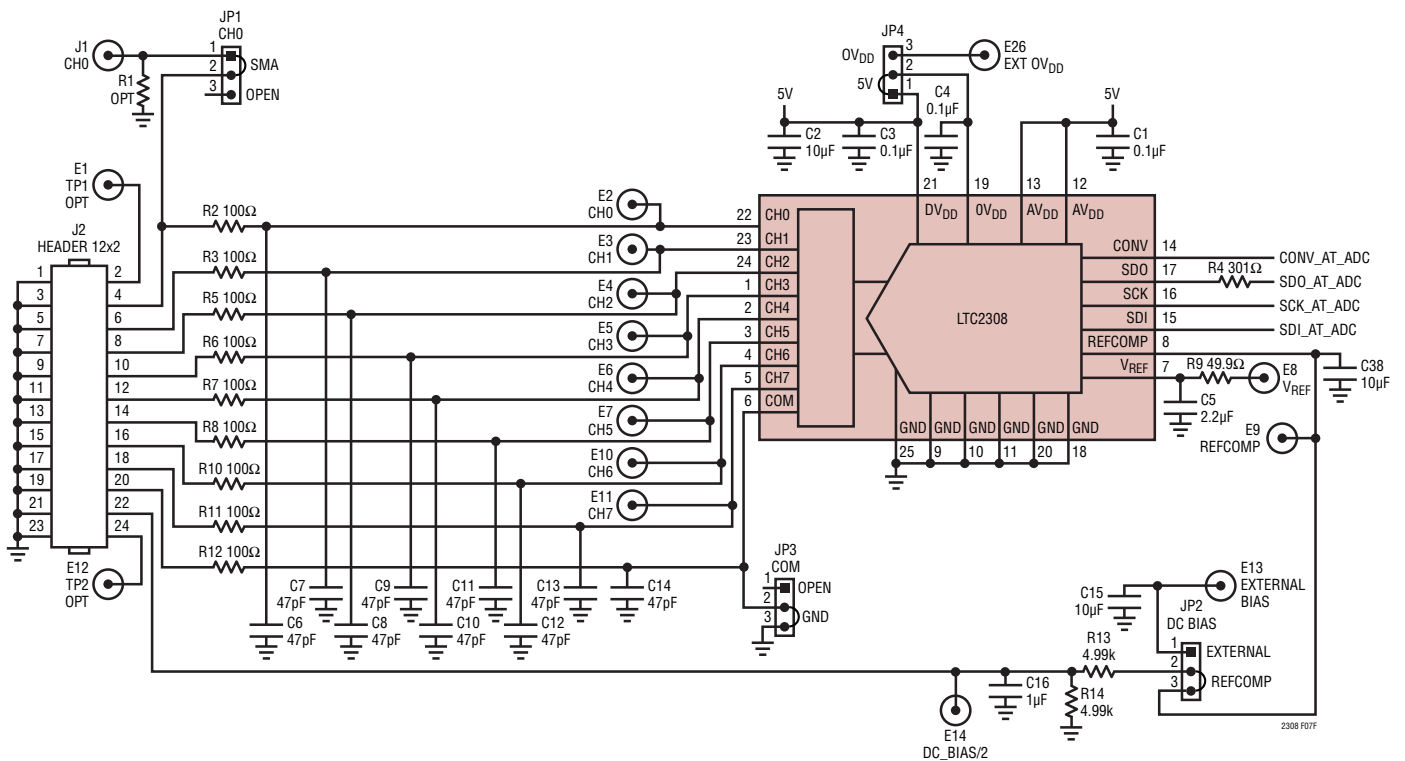 JP1
CH0
J1
CH0
1
2
3
SMA
OPEN
R1
OPT
E1
TP1
OPT
J2
HEADER 12x2
1
3
5
7
9
11
13
15
17
19
21
23
2
4
6
8
10
12
14
16
18
20
22
24
E12
TP2
OPT
R2 100Ω
R3 100Ω
R5 100Ω
R6 100Ω
R7 100Ω
R8 100Ω
R10 100Ω
R11 100Ω
R12 100Ω
C7
47pF
C9
47pF
C11
47pF
C13
47pF
C14
47pF
C6
47pF
C8
47pF
C10
47pF
C12
47pF
E2
CH0
E3
CH1
E4
CH2
E5
CH3
E6
CH4
E7
CH5
E10
CH6
E11
CH7
JP4
OVDD
5V
3
2
1
E26
EXT OVDD
5V
C2
10µF
C3
0.1µF
C4
0.1µF
5V
C1
0.1µF
21
19
13
12
DVDD
OVDD
AVDD
AVDD
22
23
24
1
2
3
4
5
6
CH0
CH1
CH2
CH3
CH4
CH5
CH6
CH7
COM
LTC2308
CONV
SDO
SCK
SDI
REFCOMP
VREF
14
17
16
15
8
7
CONV_AT_ADC
R4 301Ω
SDO_AT_ADC
SCK_AT_ADC
SDI_AT_ADC
GND
GND
GND
GND
GND
25
9
10
11
20
18
R9 49.9Ω
E8
VREF
C38
10µF
C5
2.2µF
E9
REFCOMP
JP3
COM
1
2
3
OPEN
GND
E13
EXTERNAL
BIAS
C15
10µF
JP2
DC BIAS
1
2
3
EXTERNAL
REFCOMP
R13
4.99k
R14
4.99k
C16
1µF
E14
DC_BIAS/2
2308 F07F